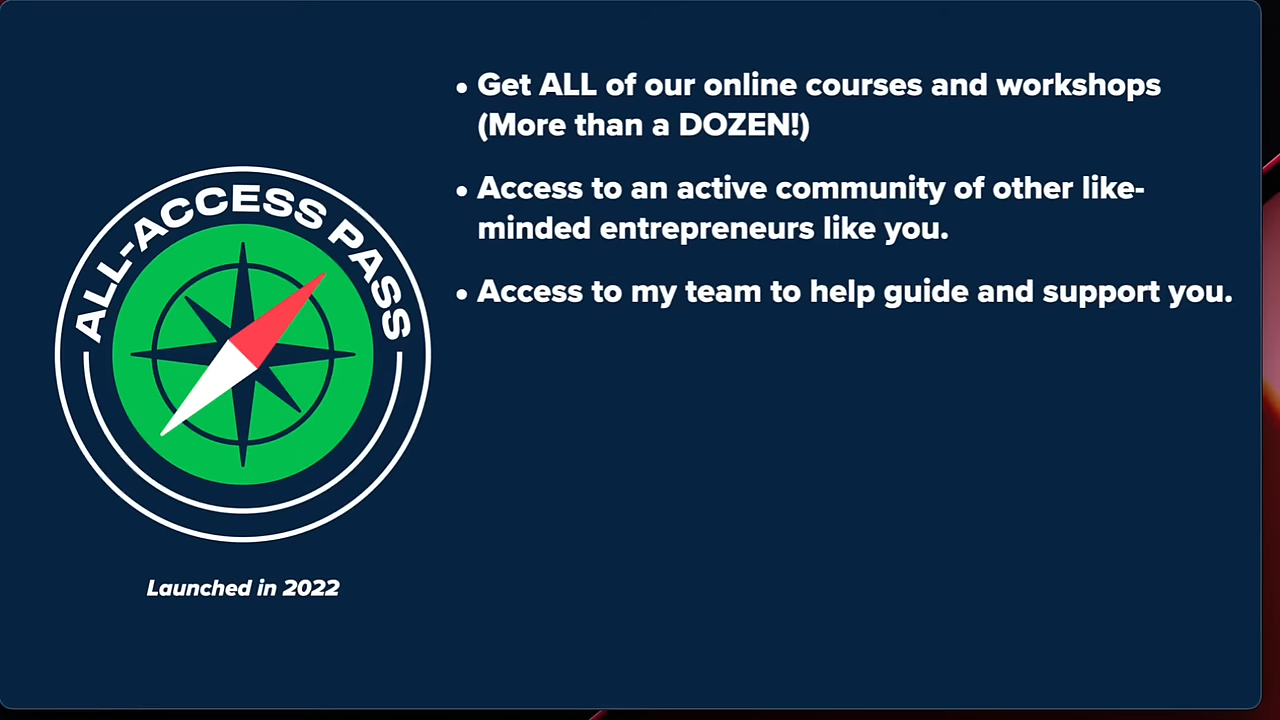 ALL-ACCESS PASS
Launched in 2022
• Get ALL of our online courses and workshops
(More than a DOZEN!)
• Access to an active community of other like-
minded entrepreneurs like you.
• Access to my team to help guide and support you.